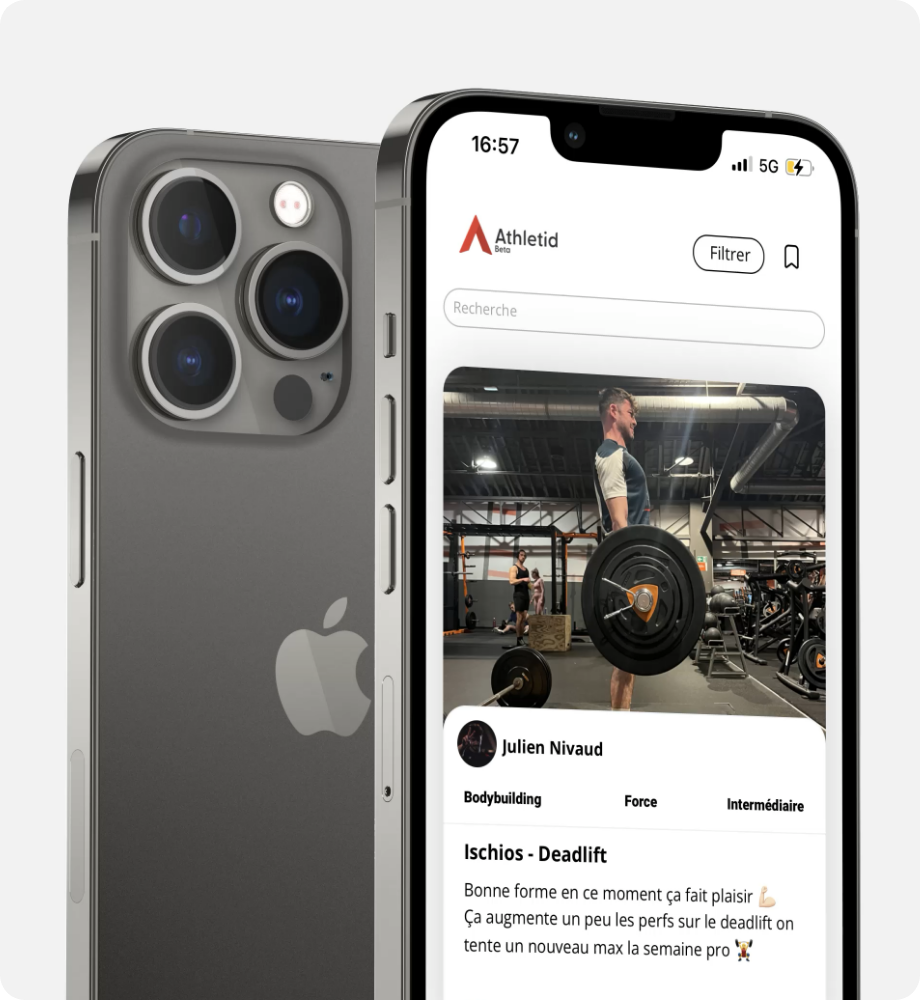 16:57
5G
Athletid
Beta
Filtrer
Recherche
Julien Nivaud
Bodybuilding
Force
Intermédiaire
Ischios - Deadlift
Bonne forme en ce moment ça fait plaisir 💪🏻
Ça augmente un peu les perfs sur le deadlift on
tente un nouveau max la semaine pro 🏋️